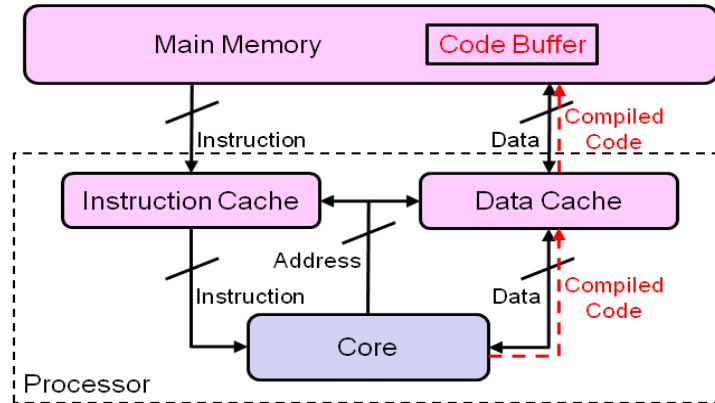 Main Memory
Code Buffer
Instruction
Data
Compiled
Code
Instruction Cache
Data Cache
Address
Instruction
Data
Compiled
Code
Core
Processor